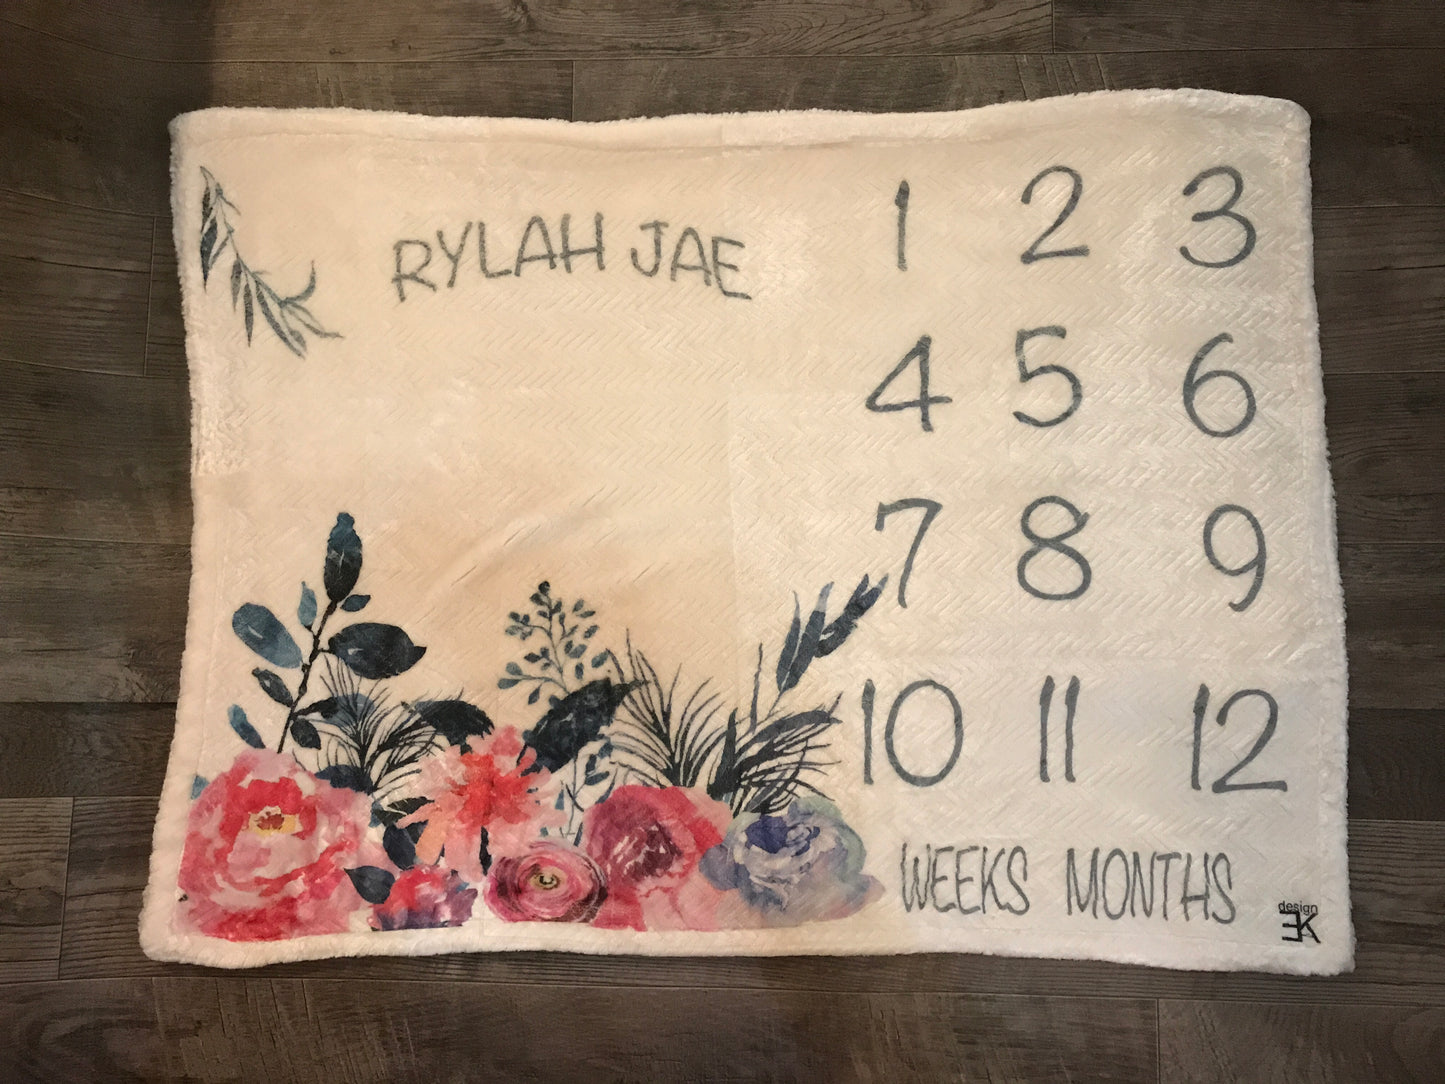 RYLAH JAE
1 2 3
4 5 6
7 8 9
10 11 12
WEEKS MONTHS
design
EK